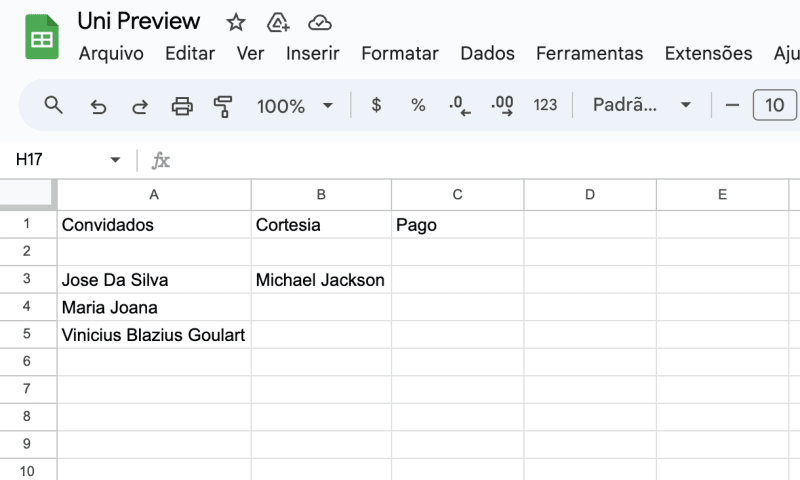 Uni Preview
Arquivo Editar Ver Inserir Formatar Dados Ferramentas Extensões Aju
100% $ % .0 .00 123 Padrã... 10
H17 fx
A B C D E
1 Convidados Cortesia Pago
2
3 Jose Da Silva Michael Jackson
4 Maria Joana
5 Vinicius Blazius Goulart
6
7
8
9
10